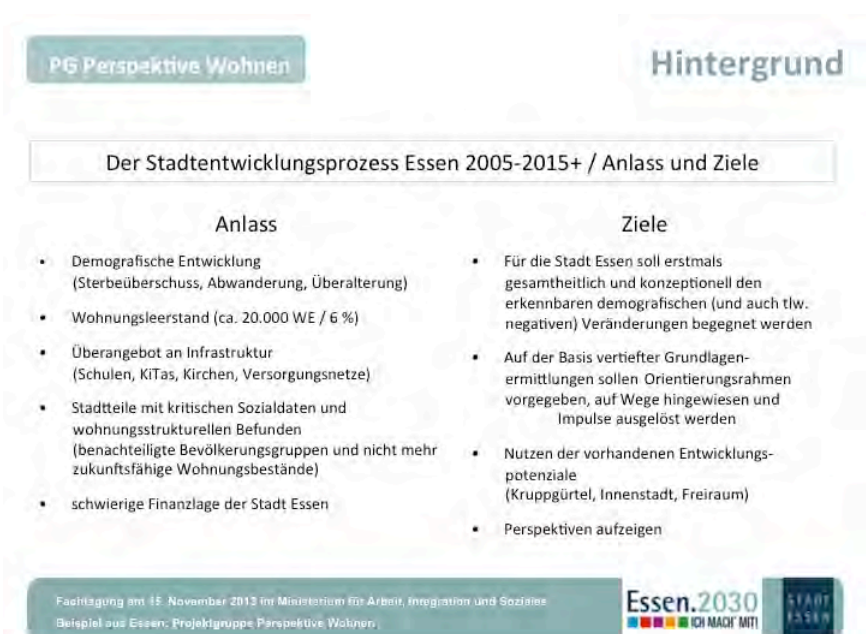 PG Perspektive Wohnen
Hintergrund
Der Stadtentwicklungsprozess Essen 2005-2015+ / Anlass und Ziele
Anlass
• Demografische Entwicklung
(Sterbeüberschuss, Abwanderung, Überalterung)
• Wohnungsleerstand (ca. 20.000 WE / 6 %)
• Überangebot an Infrastruktur
(Schulen, KiTas, Kirchen, Versorgungsnetze)
• Stadtteile mit kritischen Sozialdaten und
wohnungsstrukturellen Befunden
(benachteiligte Bevölkerungsgruppen und nicht mehr
zukunftsfähige Wohnungsbestände)
• schwierige Finanzlage der Stadt Essen
Ziele
• Für die Stadt Essen soll erstmals
gesamtheitlich und konzeptionell den
erkennbaren demografischen (und auch tlw.
negativen) Veränderungen begegnet werden
• Auf der Basis vertiefter Grundlagen-
ermittlungen sollen Orientierungsrahmen
vorgegeben, auf Wege hingewiesen und
Impulse ausgelöst werden
• Nutzen der vorhandenen Entwicklungs-
potenziale
(Kruppgürtel, Innenstadt, Freiraum)
• Perspektiven aufzeigen
Fachtagung am 15. November 2013 im Ministerium für Arbeit, Integration und Soziales
Beispiel aus Essen: Projektgruppe Perspektive Wohnen
Essen.2030
ICH MACH' MIT!
STADT
ESSEN